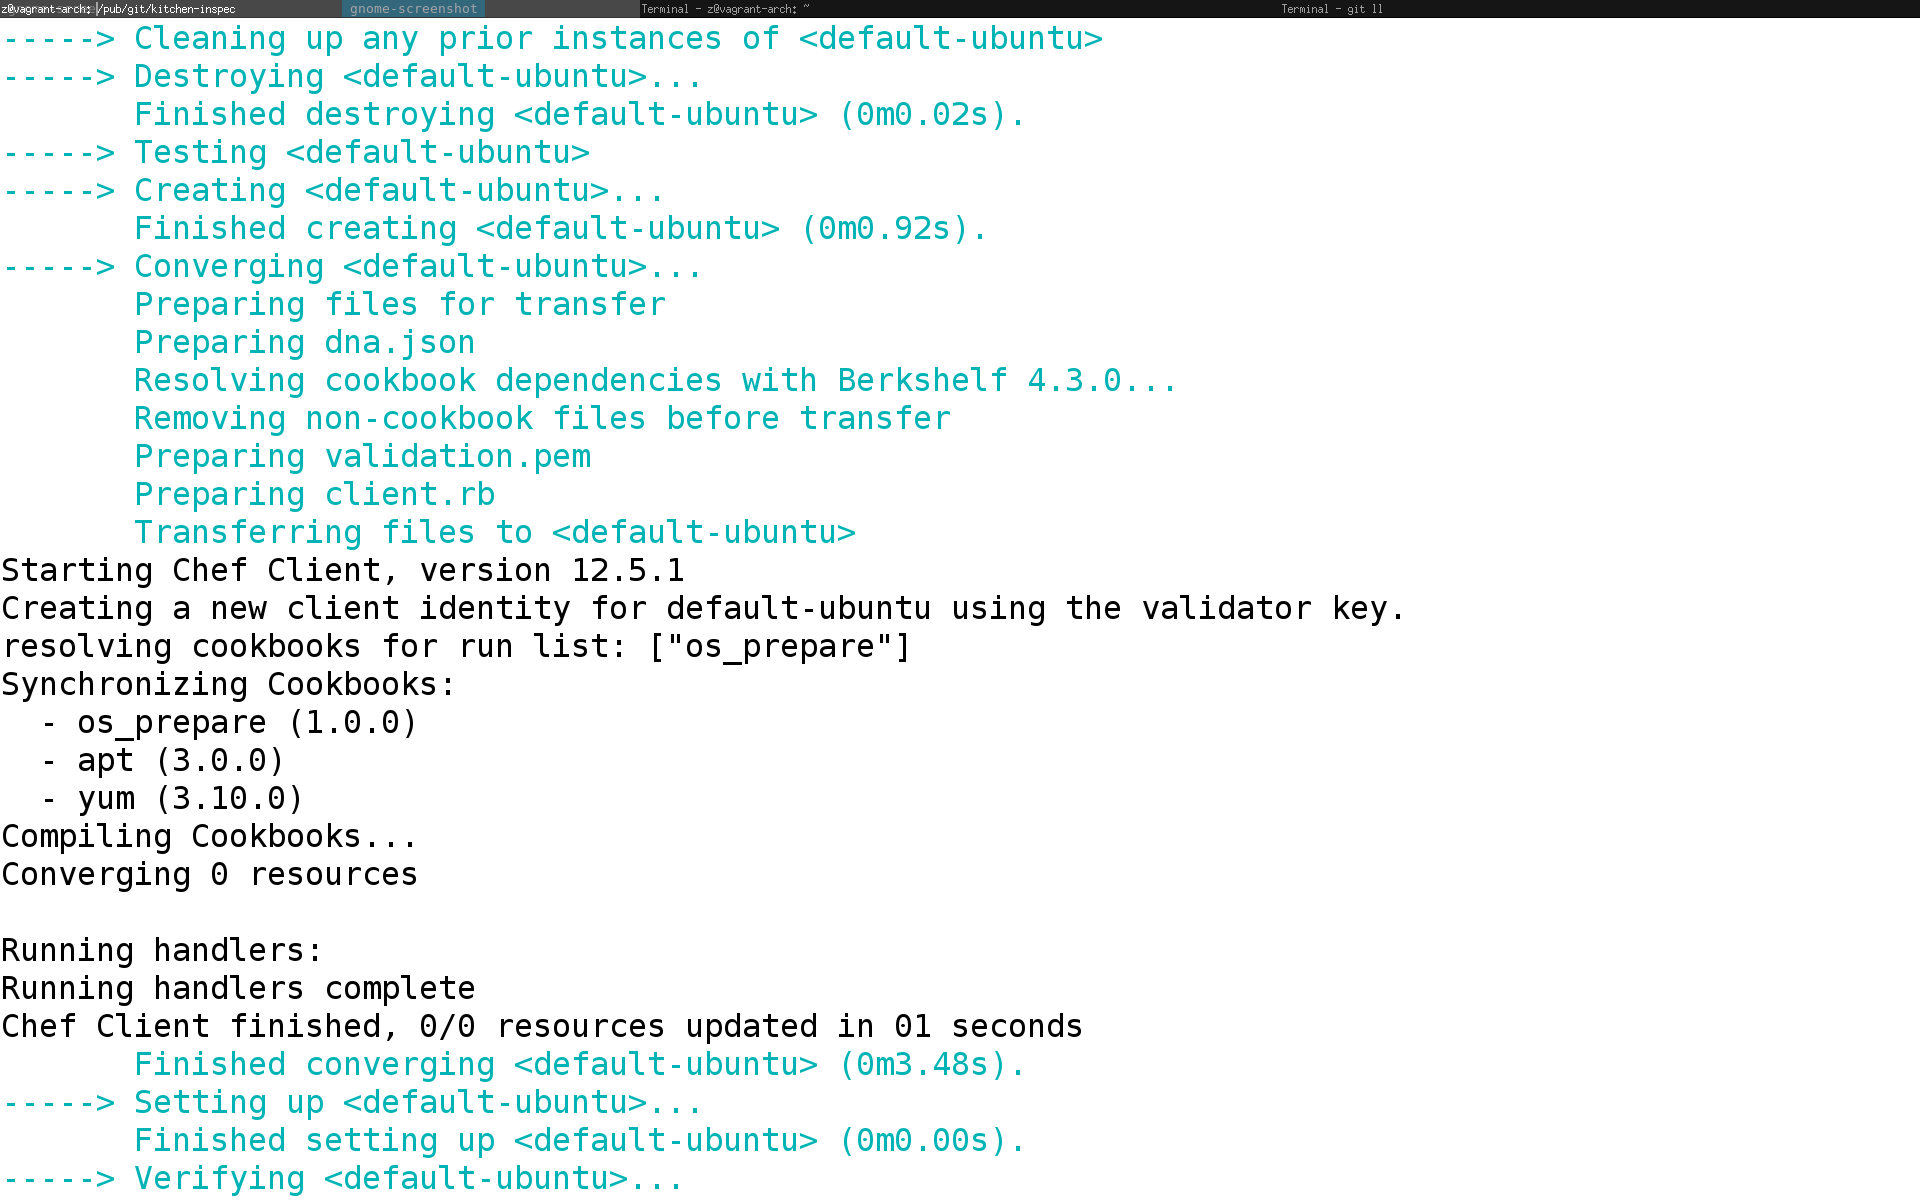 z@vagrant-arch: /pub/git/kitchen-inspec gnome-screenshot Terminal - z@vagrant-arch: ~ Terminal - git ll
-----> Cleaning up any prior instances of <default-ubuntu>
-----> Destroying <default-ubuntu>...
       Finished destroying <default-ubuntu> (0m0.02s).
-----> Testing <default-ubuntu>
-----> Creating <default-ubuntu>...
       Finished creating <default-ubuntu> (0m0.92s).
-----> Converging <default-ubuntu>...
       Preparing files for transfer
       Preparing dna.json
       Resolving cookbook dependencies with Berkshelf 4.3.0...
       Removing non-cookbook files before transfer
       Preparing validation.pem
       Preparing client.rb
       Transferring files to <default-ubuntu>
Starting Chef Client, version 12.5.1
Creating a new client identity for default-ubuntu using the validator key.
resolving cookbooks for run list: ["os_prepare"]
Synchronizing Cookbooks:
  - os_prepare (1.0.0)
  - apt (3.0.0)
  - yum (3.10.0)
Compiling Cookbooks...
Converging 0 resources

Running handlers:
Running handlers complete
Chef Client finished, 0/0 resources updated in 01 seconds
       Finished converging <default-ubuntu> (0m3.48s).
-----> Setting up <default-ubuntu>...
       Finished setting up <default-ubuntu> (0m0.00s).
-----> Verifying <default-ubuntu>...